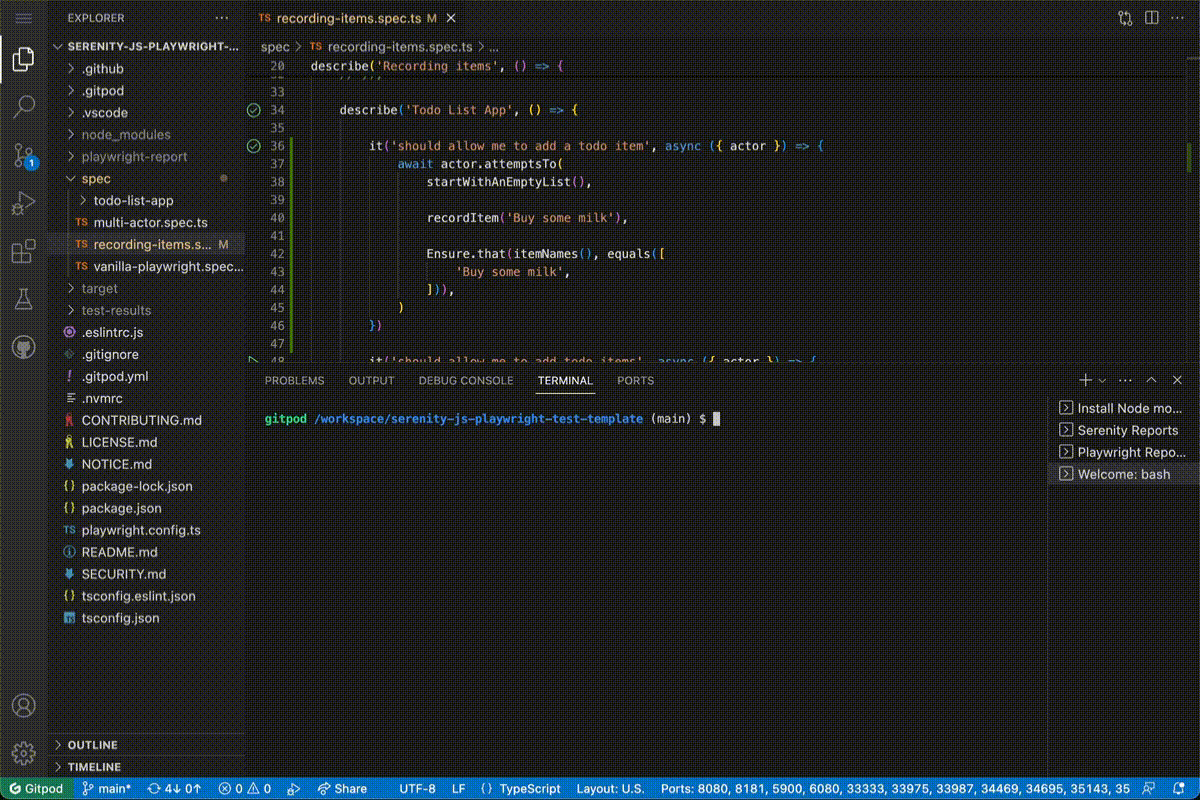 EXPLORER
SERENITY-JS-PLAYWRIGHT-...
.github
.gitpod
.vscode
node_modules
playwright-report
spec
todo-list-app
TS multi-actor.spec.ts
TS recording-items.s... M
TS vanilla-playwright.spec...
target
test-results
.eslintrc.js
.gitignore
! .gitpod.yml
.nvmrc
CONTRIBUTING.md
LICENSE.md
NOTICE.md
{} package-lock.json
{} package.json
TS playwright.config.ts
README.md
SECURITY.md
{} tsconfig.eslint.json
tsconfig.json
OUTLINE
TIMELINE
1
TS recording-items.spec.ts M
spec > TS recording-items.spec.ts > ...
20 describe('Recording items', () => {
33
34 describe('Todo List App', () => {
35
36 it('should allow me to add a todo item', async ({ actor }) => {
37 await actor.attemptsTo(
38 startWithAnEmptyList(),
39
40 recordItem('Buy some milk'),
41
42 Ensure.that(itemNames(), equals([
43 'Buy some milk',
44 ])),
45 )
46 })
47
48 it('should allow me to add todo items', async ({ actor }) => {
PROBLEMS OUTPUT DEBUG CONSOLE TERMINAL PORTS
gitpod /workspace/serenity-js-playwright-test-template (main) $
Install Node mo...
Serenity Reports
Playwright Repo...
Welcome: bash
Gitpod main* 4↓ 0↑ 0 0 Share UTF-8 LF {} TypeScript Layout: U.S. Ports: 8080, 8181, 5900, 6080, 33333, 33975, 33987, 34469, 34695, 35143, 35